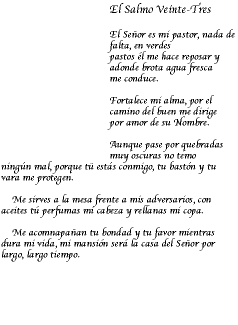 El Salmo Veinte-Tres
El Señor es mi pastor, nada de
falta, en verdes
pastos él me hace reposar y
adonde brota agua fresca
me conduce.
Fortalece mi alma, por el
camino del buen me dirige
por amor de su Nombre.
Aunque pase por quebradas
muy oscuras no temo
ningún mal, porque tú estás conmigo, tu bastón y tu
vara me protegen.
Me sirves a la mesa frente a mis adversarios, con
aceites tú perfumas mi cabeza y rellanas mi copa.
Me acomnapañan tu bondad y tu favor mientras
dura mi vida, mi mansión será la casa del Señor por
largo, largo tiempo.